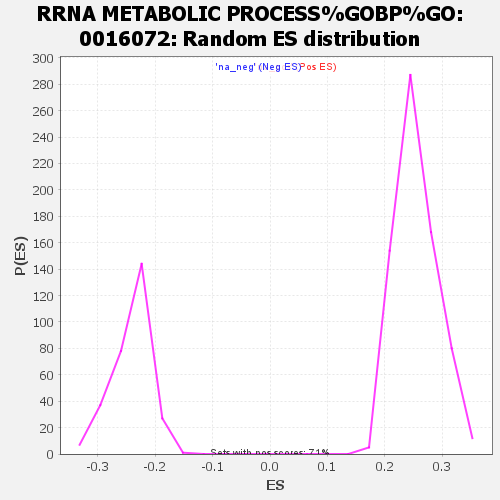 RRNA METABOLIC PROCESS%GOBP%GO:
0016072: Random ES distribution
'na_neg' (Neg ES) Pos ES)
300
280
260
240
220
200
180
160
140
120
100
80
60
40
20
0
P(ES)
Sets with pos scores: 71%
-0.3 -0.2 -0.1 0.0 0.1 0.2 0.3
ES